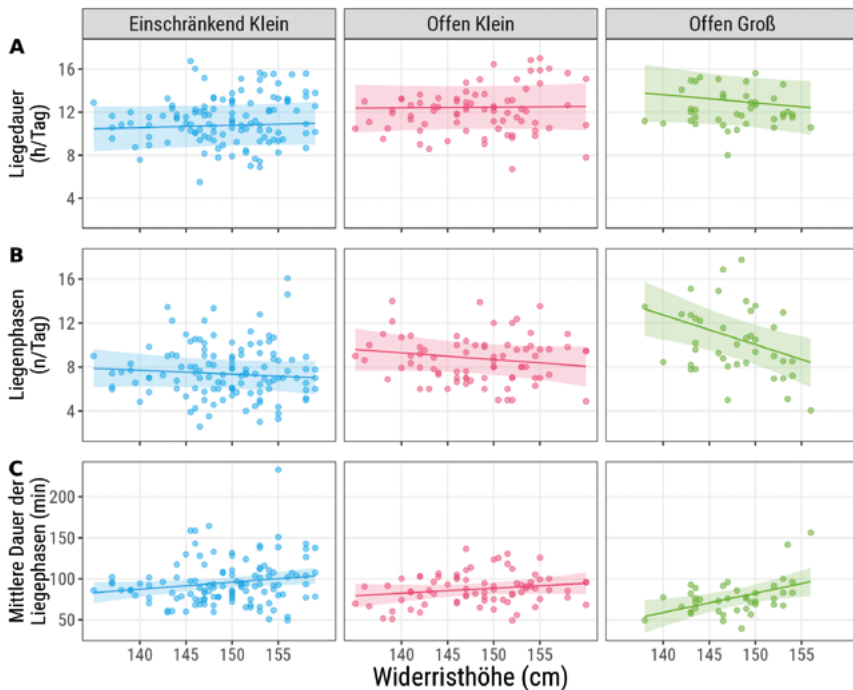 Einschränkend Klein
Offen Klein
Offen Groß
A
Liegedauer
(h/Tag)
16
12
8
4
B
Liegenphasen
(n/Tag)
16
12
8
4
C
Mittlere Dauer der
Liegephasen (min)
200
150
100
50
140 145 150 155
140 145 150 155
140 145 150 155
Widerristhöhe (cm)